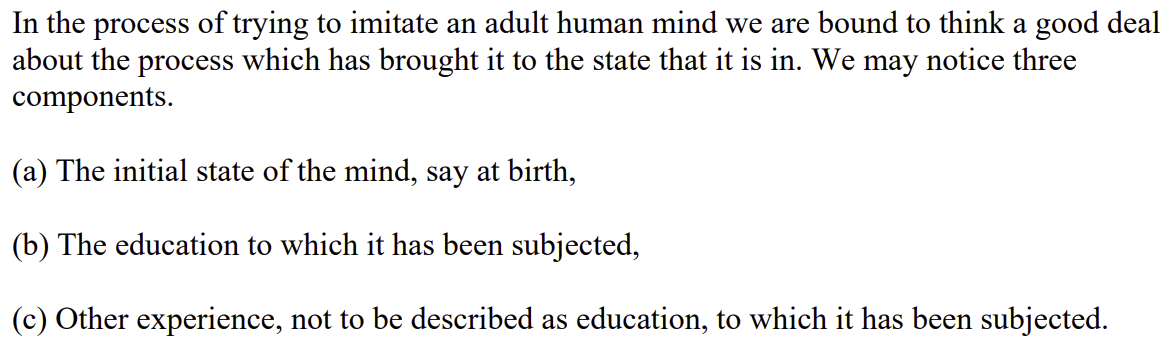 In the process of trying to imitate an adult human mind we are bound to think a good deal
about the process which has brought it to the state that it is in. We may notice three
components.
(a) The initial state of the mind, say at birth,
(b) The education to which it has been subjected,
(c) Other experience, not to be described as education, to which it has been subjected.